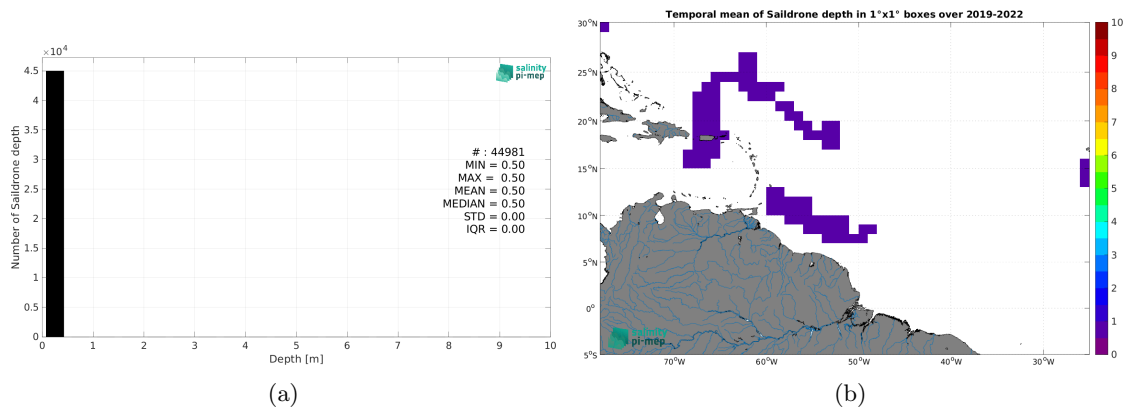 ×10⁴
4.5
4
3.5
3
2.5
2
1.5
1
0.5
0
Number of Saildrone depth
salinity
pi-mep
# : 44981
MIN = 0.50
MAX = 0.50
MEAN = 0.50
MEDIAN = 0.50
STD = 0.00
IQR = 0.00
1 2 3 4 5 6 7 8 9 10
Depth [m]
(a)
Temporal mean of Saildrone depth in 1°x1° boxes over 2019-2022
30°N
25°N
20°N
15°N
10°N
5°N
0°
5°S
70°W 60°W 50°W 40°W 30°W
salinity
pi-mep
10
9
8
7
6
5
4
3
2
1
0
(b)